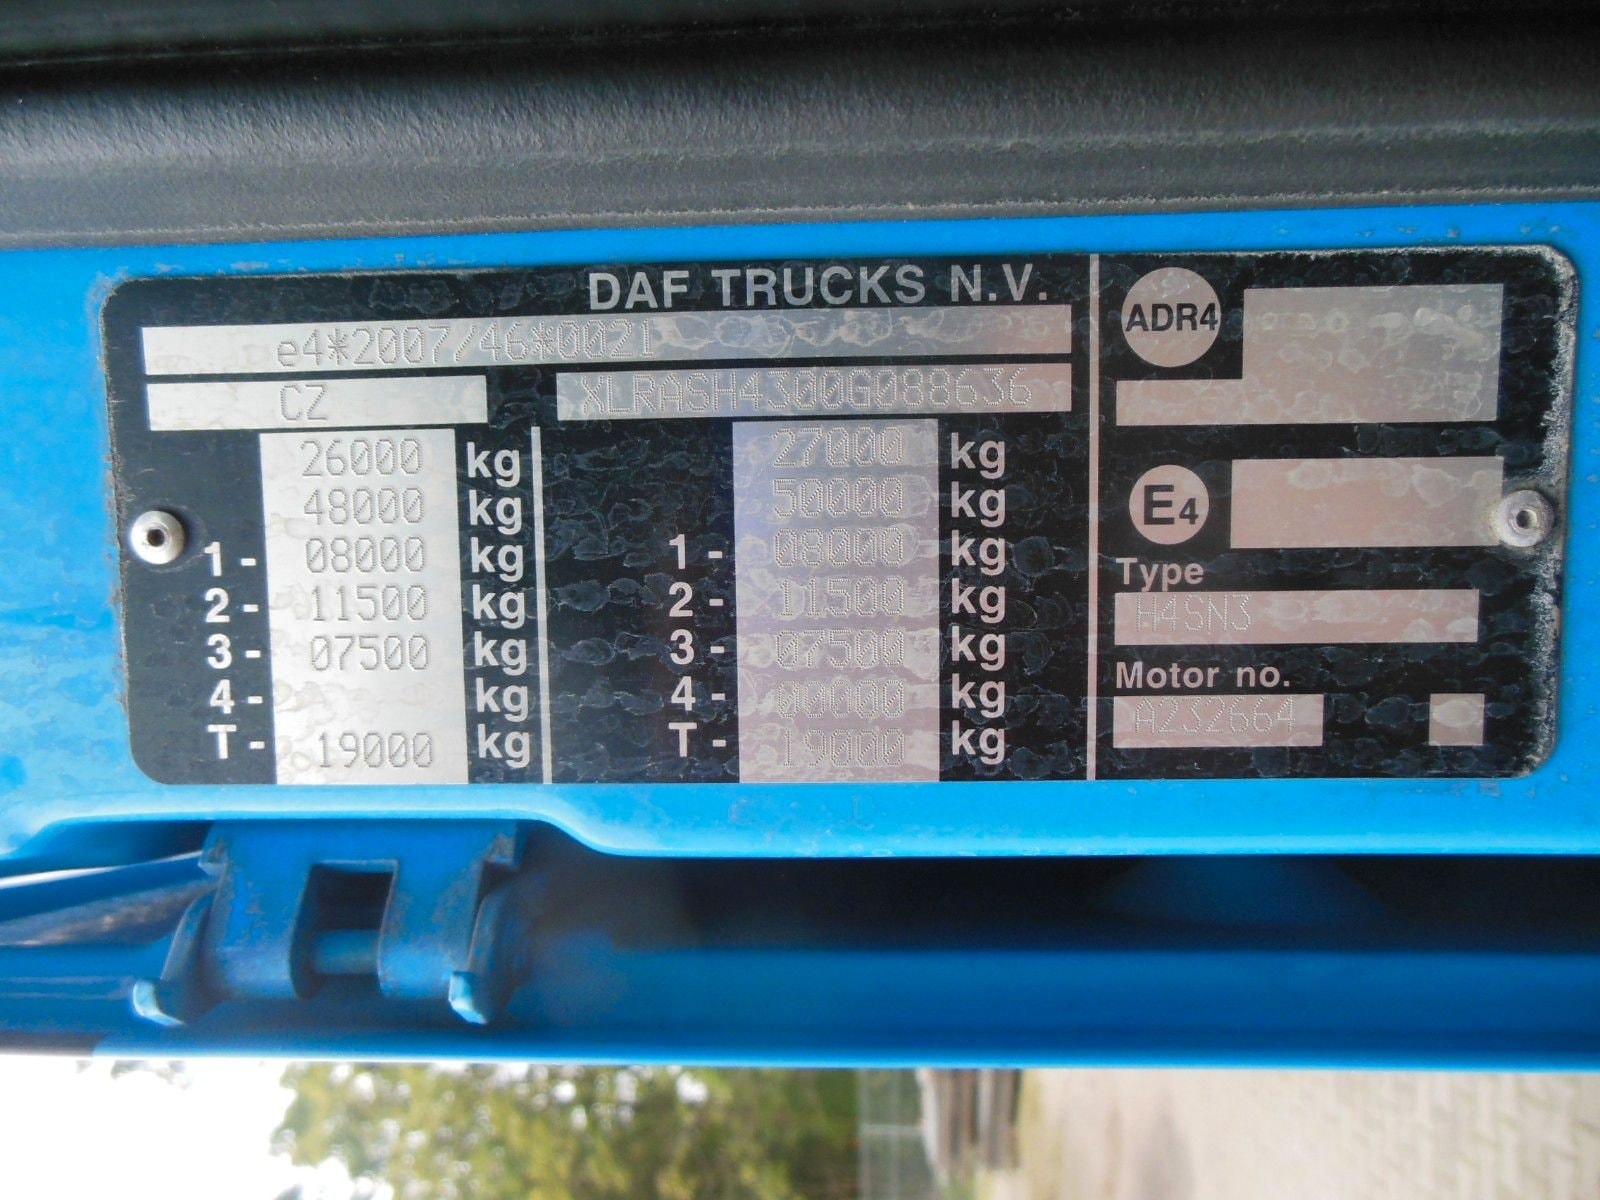 DAF TRUCKS N.V.
e4*2007/46*0021
CZ XLRASH4300G088636
26000 kg 27000 kg
48000 kg 50000 kg
1- 08000 kg 1- 08000 kg
2- 11500 kg 2- 11500 kg
3- 07500 kg 3- 07500 kg
4- kg 4- 00000 kg
T- 19000 kg T- 19000 kg
ADR4
E4
Type
H4SN3
Motor no.
A232664